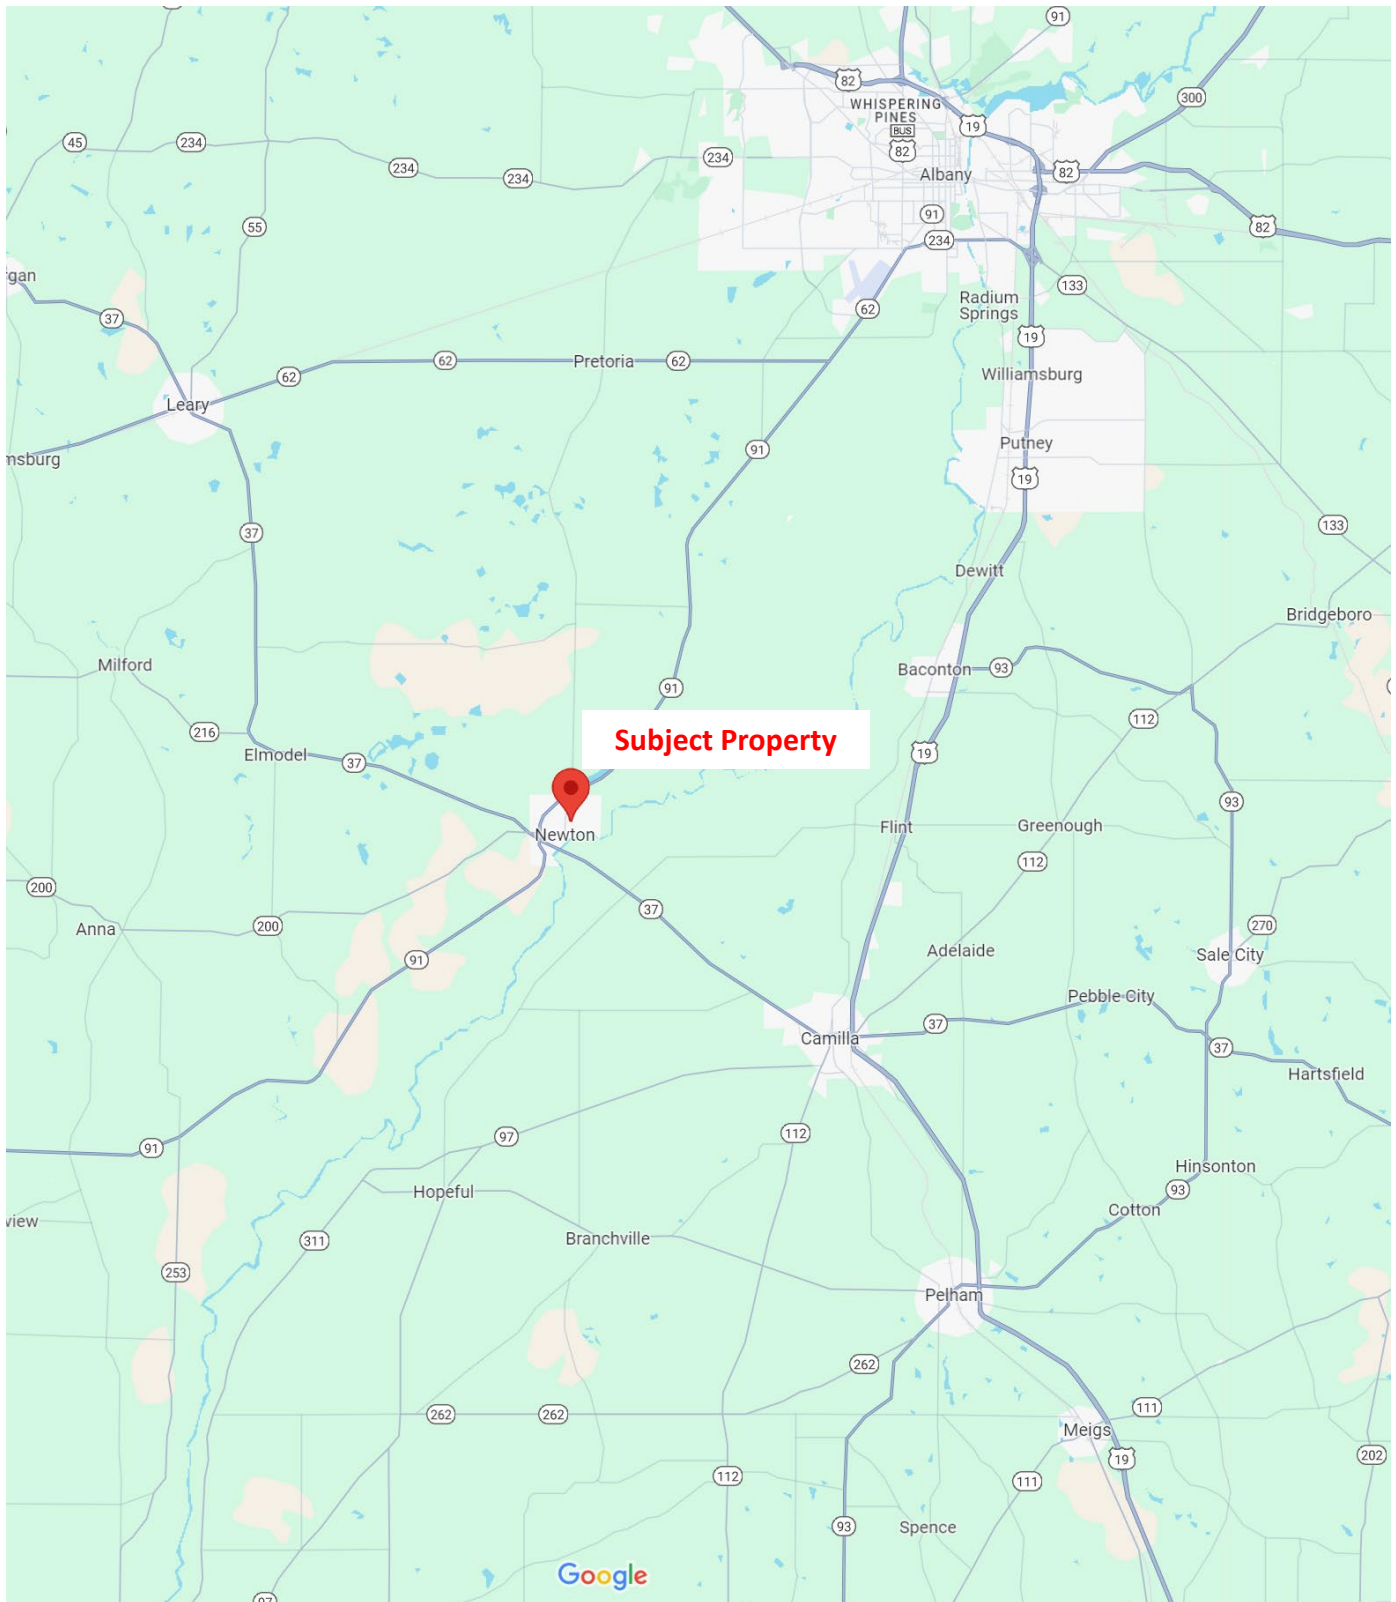 91
82
WHISPERING
PINES
BUS
82
19
300
45
234
234
234
234
Albany
82
91
55
234
82
gan
133
37
Radium
Springs
62
19
Pretoria
62
62
62
Williamsburg
Leary
Putney
91
msburg
19
37
133
Dewitt
Bridgeboro
Milford
Baconton
93
91
112
216
Subject Property
Elmodel
37
19
93
Newton
Flint
Greenough
112
200
37
Anna
200
270
Adelaide
Sale City
91
Pebble City
Camilla
37
37
Hartsfield
97
112
91
Hinsonton
Hopeful
93
view
Cotton
311
Branchville
253
Pelham
262
262
262
111
Meigs
19
202
112
111
93
Spence
Google
97